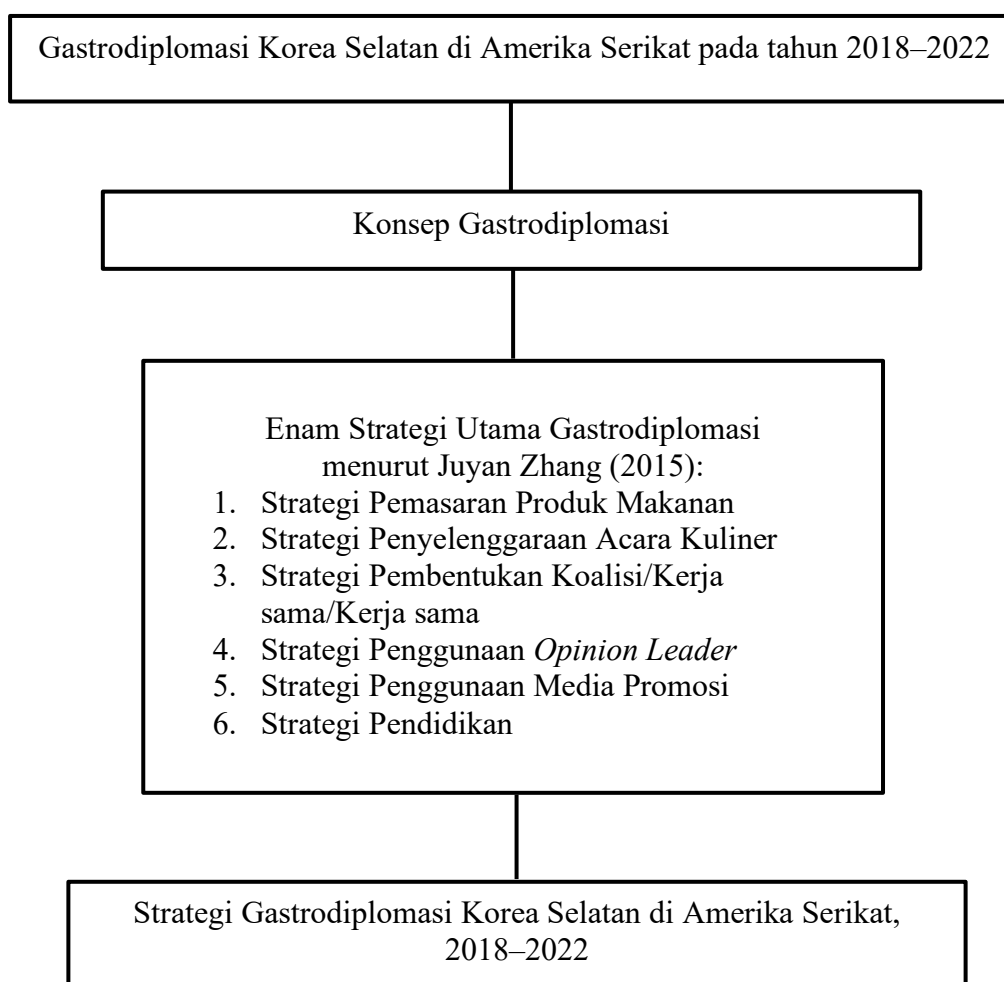 Gastrodiplomasi Korea Selatan di Amerika Serikat pada tahun 2018–2022
Konsep Gastrodiplomasi
Enam Strategi Utama Gastrodiplomasi
menurut Juyan Zhang (2015):
1. Strategi Pemasaran Produk Makanan
2. Strategi Penyelenggaraan Acara Kuliner
3. Strategi Pembentukan Koalisi/Kerja
sama/Kerja sama
4. Strategi Penggunaan Opinion Leader
5. Strategi Penggunaan Media Promosi
6. Strategi Pendidikan
Strategi Gastrodiplomasi Korea Selatan di Amerika Serikat,
2018–2022